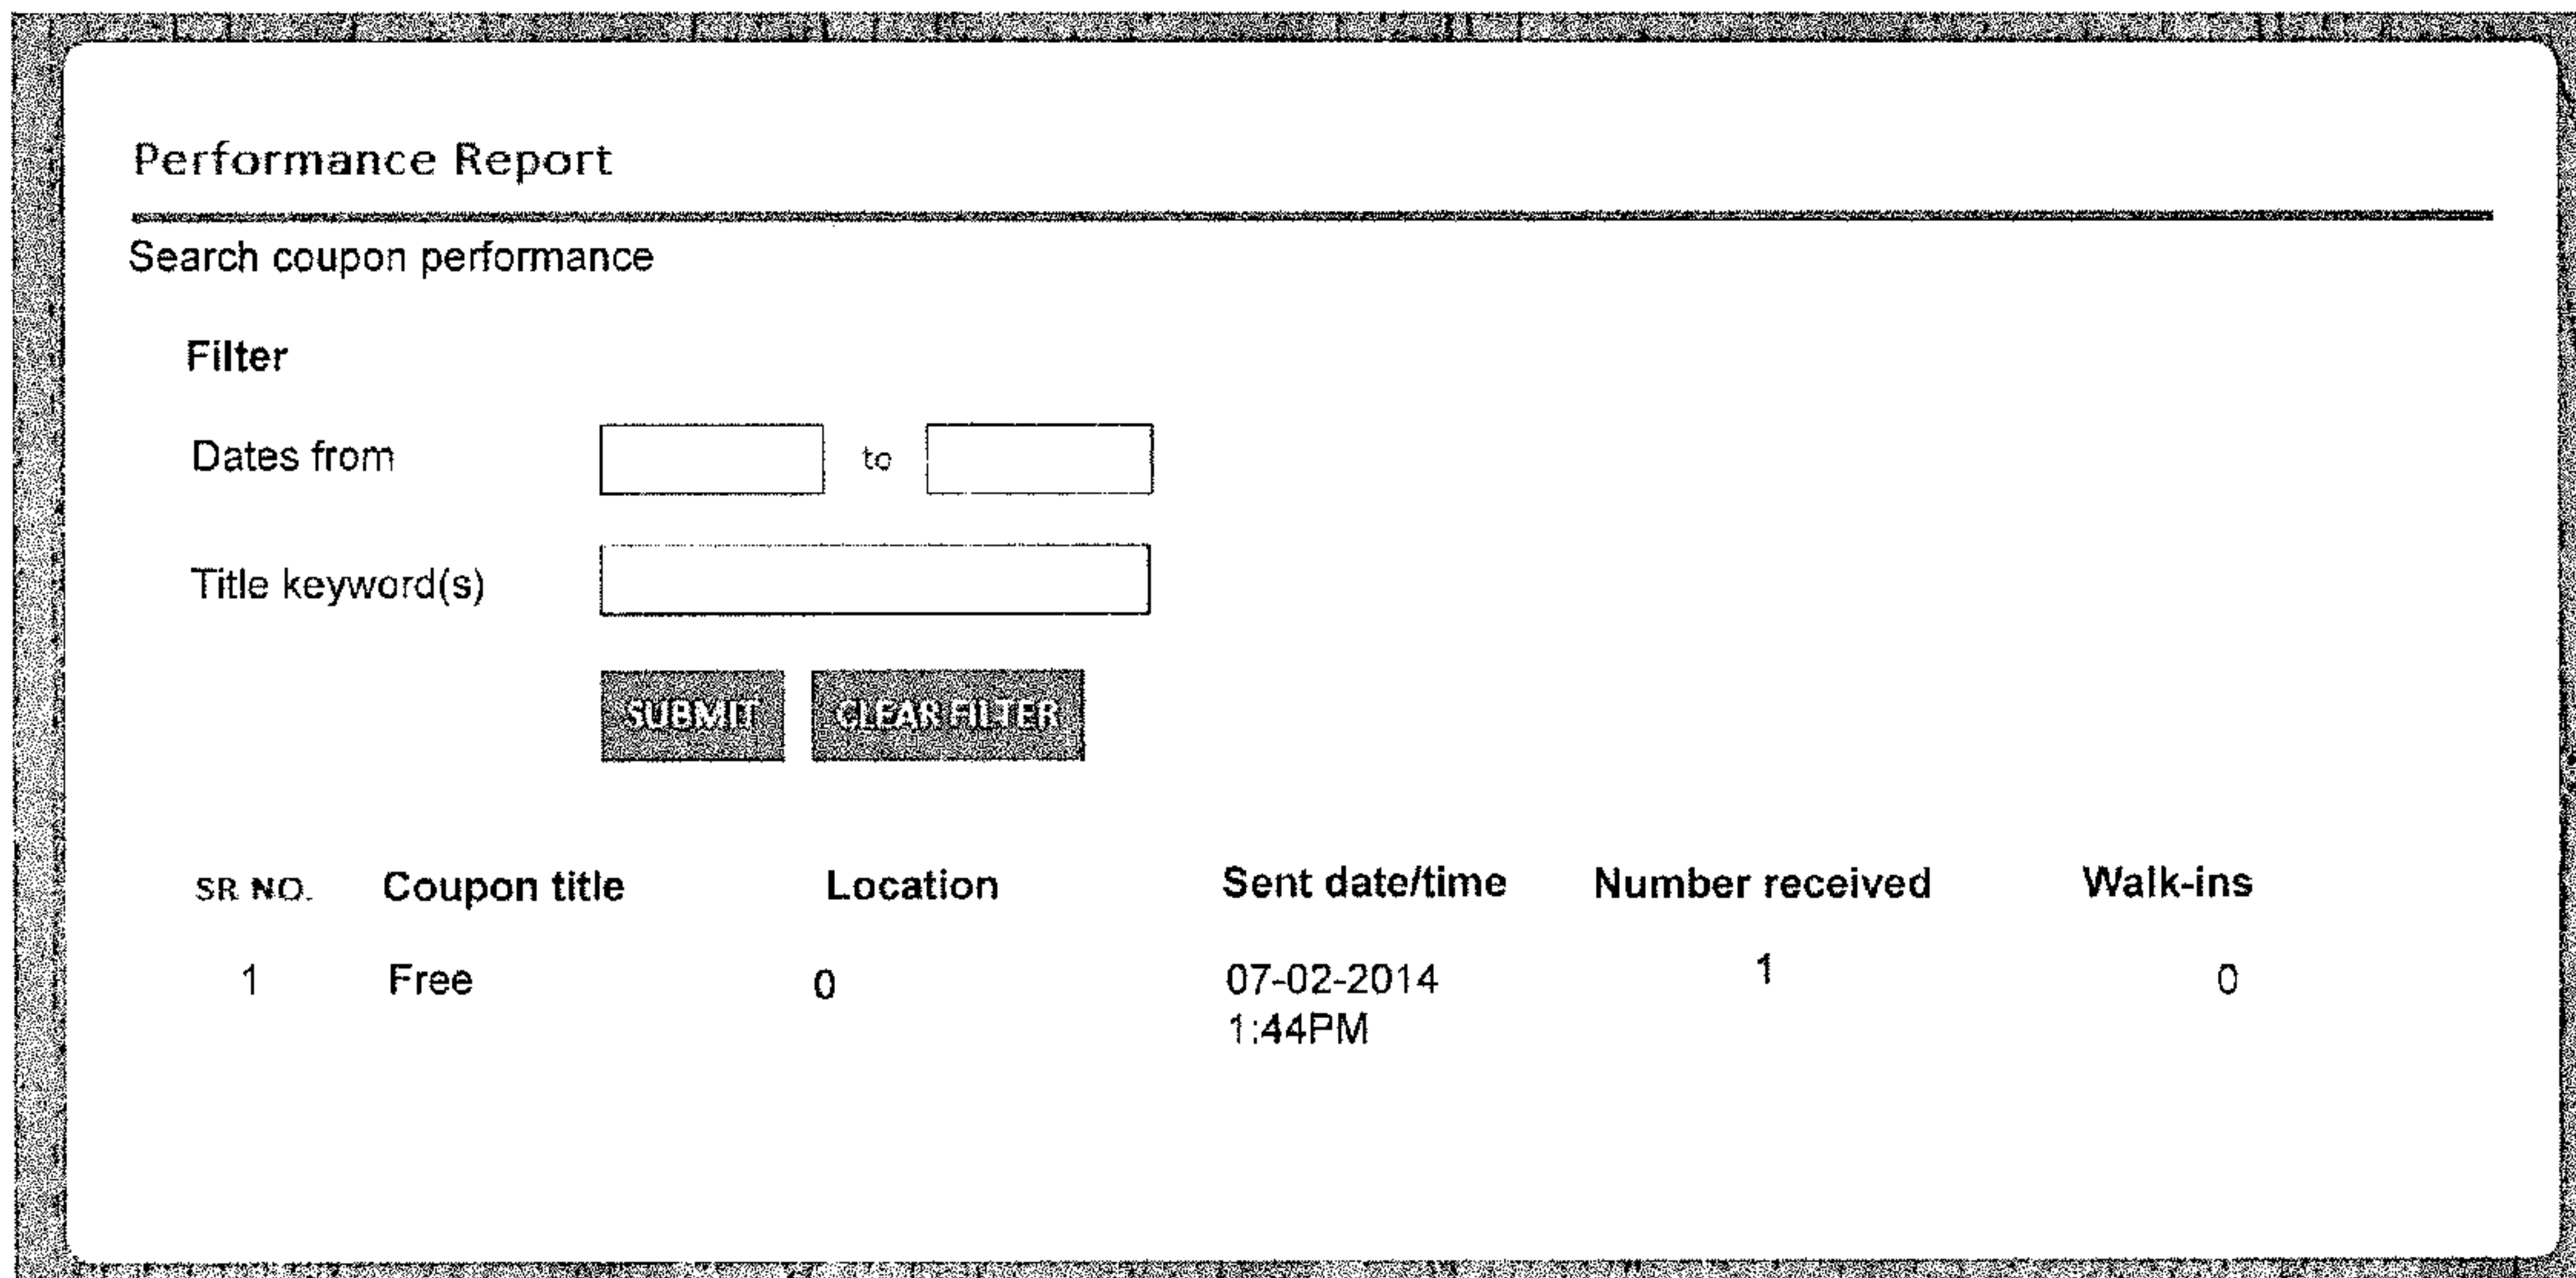 Performance Report
Search coupon performance
Filter
Dates from to
Title keyword(s)
SUBMIT CLEAR FILTER
SR NO. Coupon title Location Sent date/time Number received Walk-ins
1 Free 0 07-02-2014 1 0
1:44PM